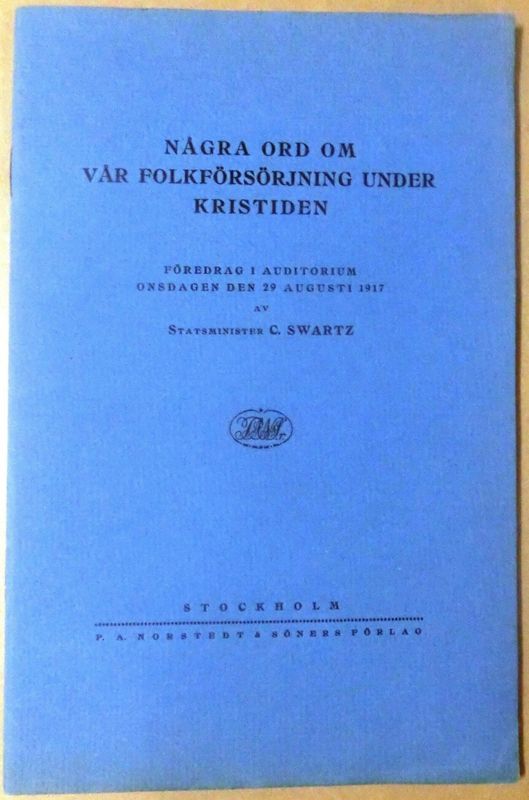 NÅGRA ORD OM
VÅR FOLKFÖRSÖRJNING UNDER
KRISTIDEN
FÖREDRAG I AUDITORIUM
ONSDAGEN DEN 29 AUGUSTI 1917
AV
STATSMINISTER C. SWARTZ
STOCKHOLM
P. A. NORSTEDT & SÖNERS FÖRLAG